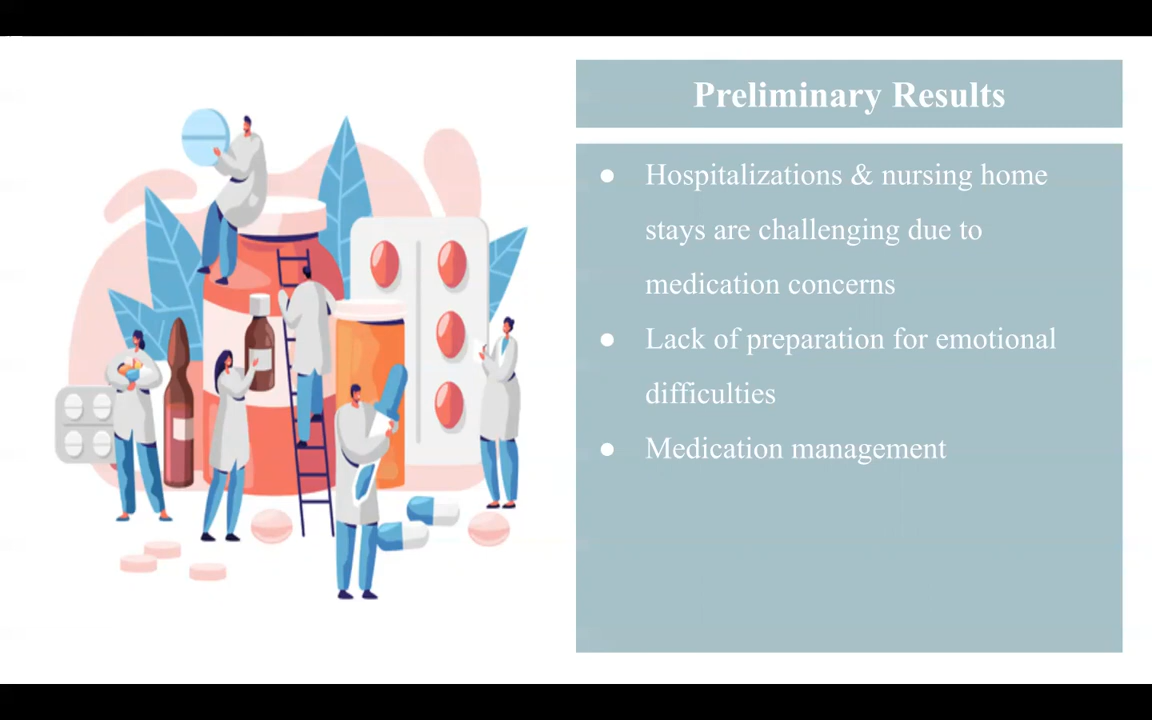 Preliminary Results
● Hospitalizations & nursing home
stays are challenging due to
medication concerns
● Lack of preparation for emotional
difficulties
● Medication management